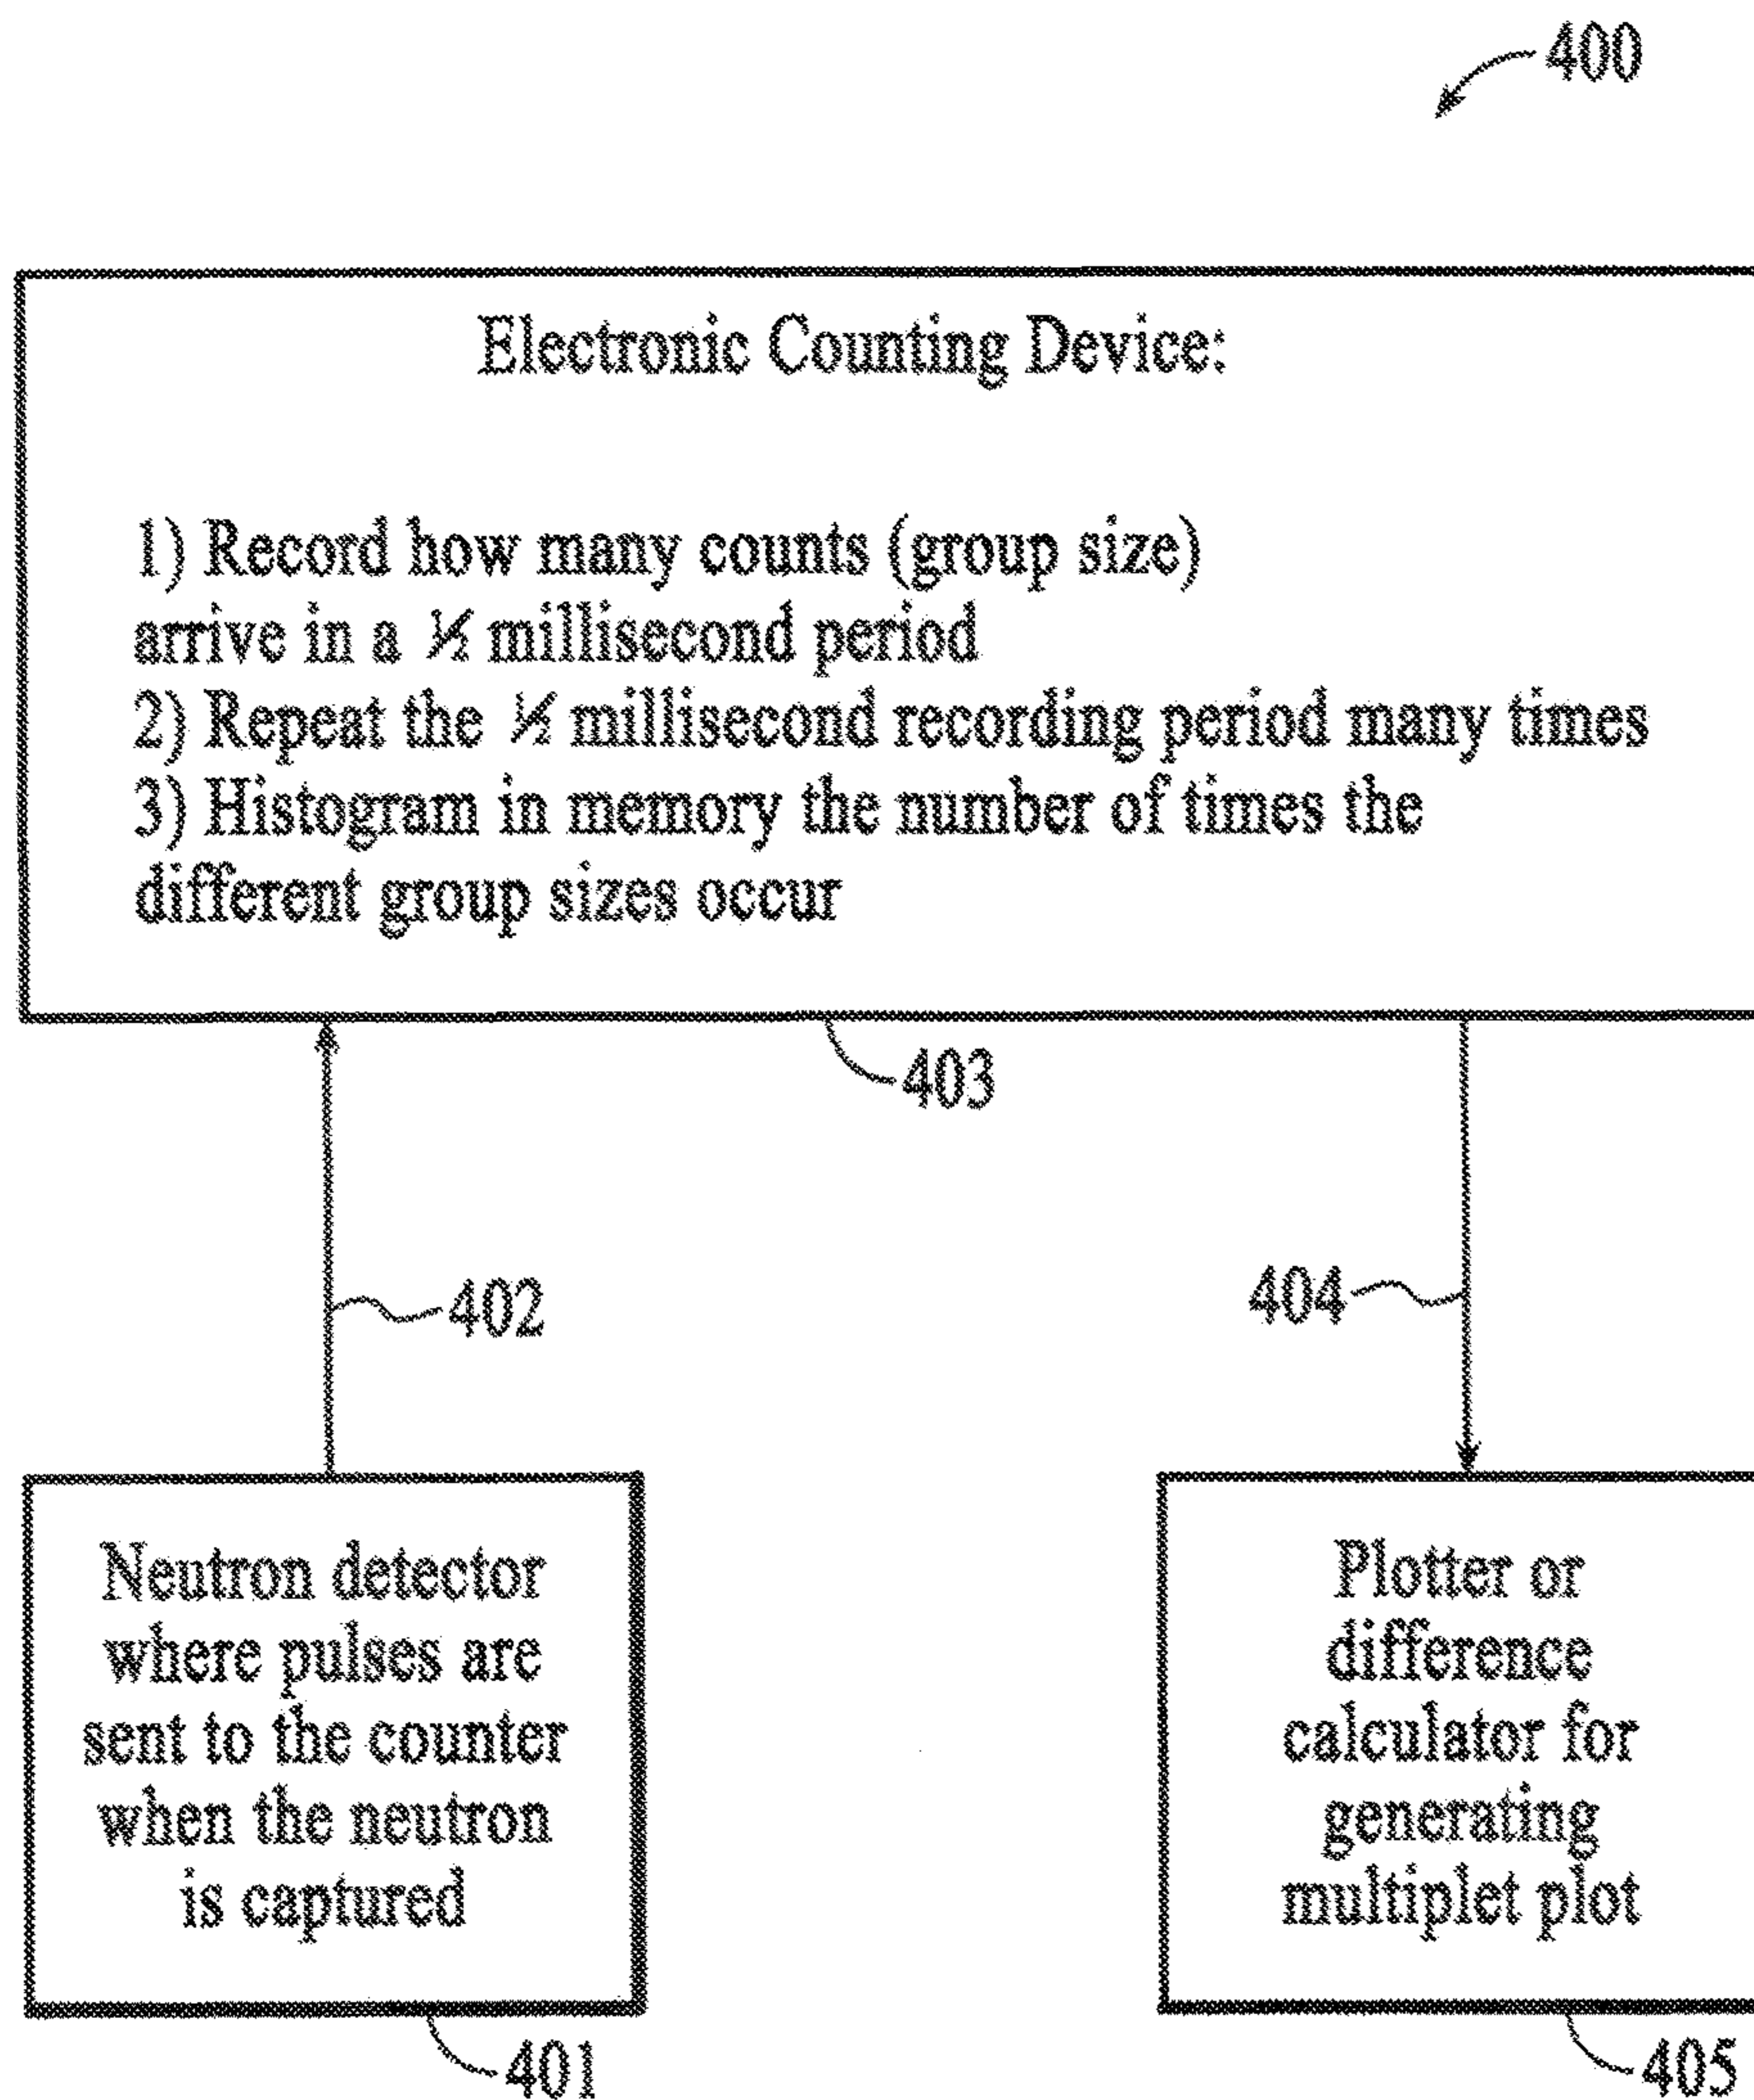 400
Electronic Counting Device:
1) Record how many counts (group size)
arrive in a ½ millisecond period
2) Repeat the ½ millisecond recording period many times
3) Histogram in memory the number of times the
different group sizes occur
403
402
404
Neutron detector
where pulses are
sent to the counter
when the neutron
is captured
401
Plotter or
difference
calculator for
generating
multiplet plot
405